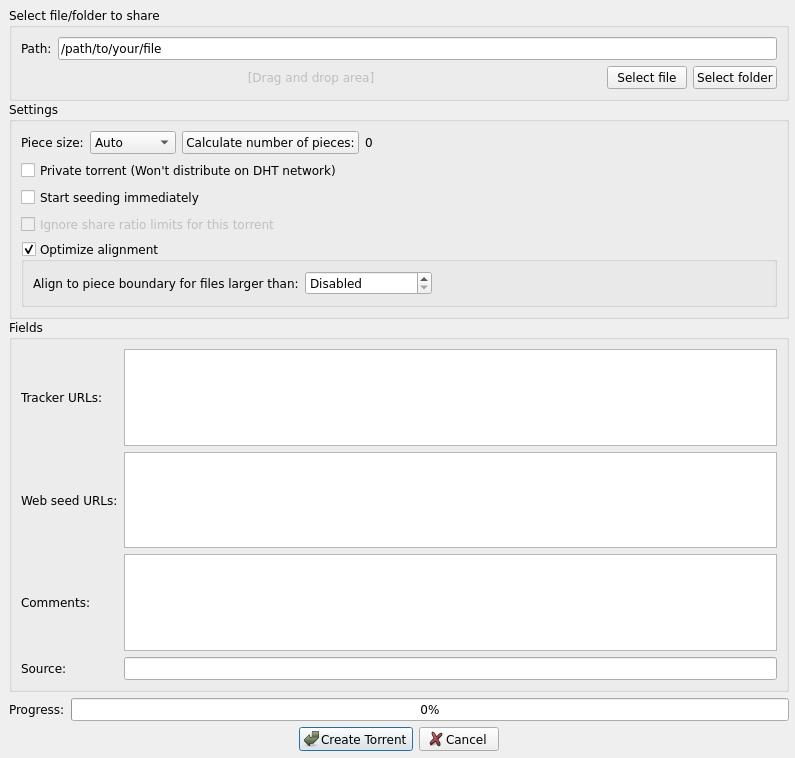 Select file/folder to share
Path: /path/to/your/file
[Drag and drop area] Select file Select folder
Settings
Piece size: Auto Calculate number of pieces: 0
Private torrent (Won't distribute on DHT network)
Start seeding immediately
Ignore share ratio limits for this torrent
Optimize alignment
Align to piece boundary for files larger than: Disabled
Fields
Tracker URLs:
Web seed URLs:
Comments:
Source:
Progress: 0%
Create Torrent Cancel